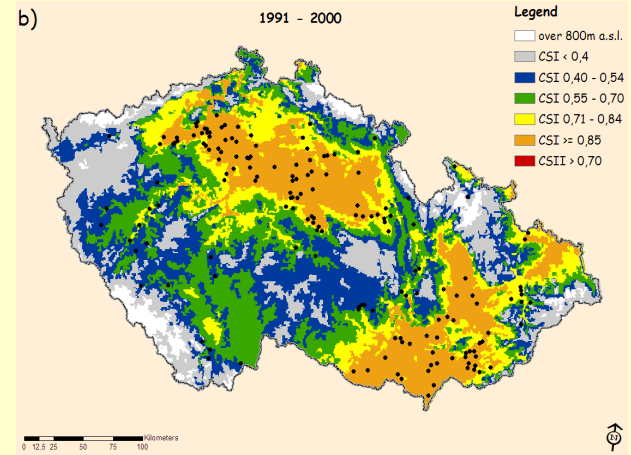 b)
1991 - 2000
Legend
over 800m a.s.l.
CSI < 0,4
CSI 0,40 - 0,54
CSI 0,55 - 0,70
CSI 0,71 - 0,84
CSI >= 0,85
CSII > 0,70
Kilometers
0 12,5 25 50 75 100
N